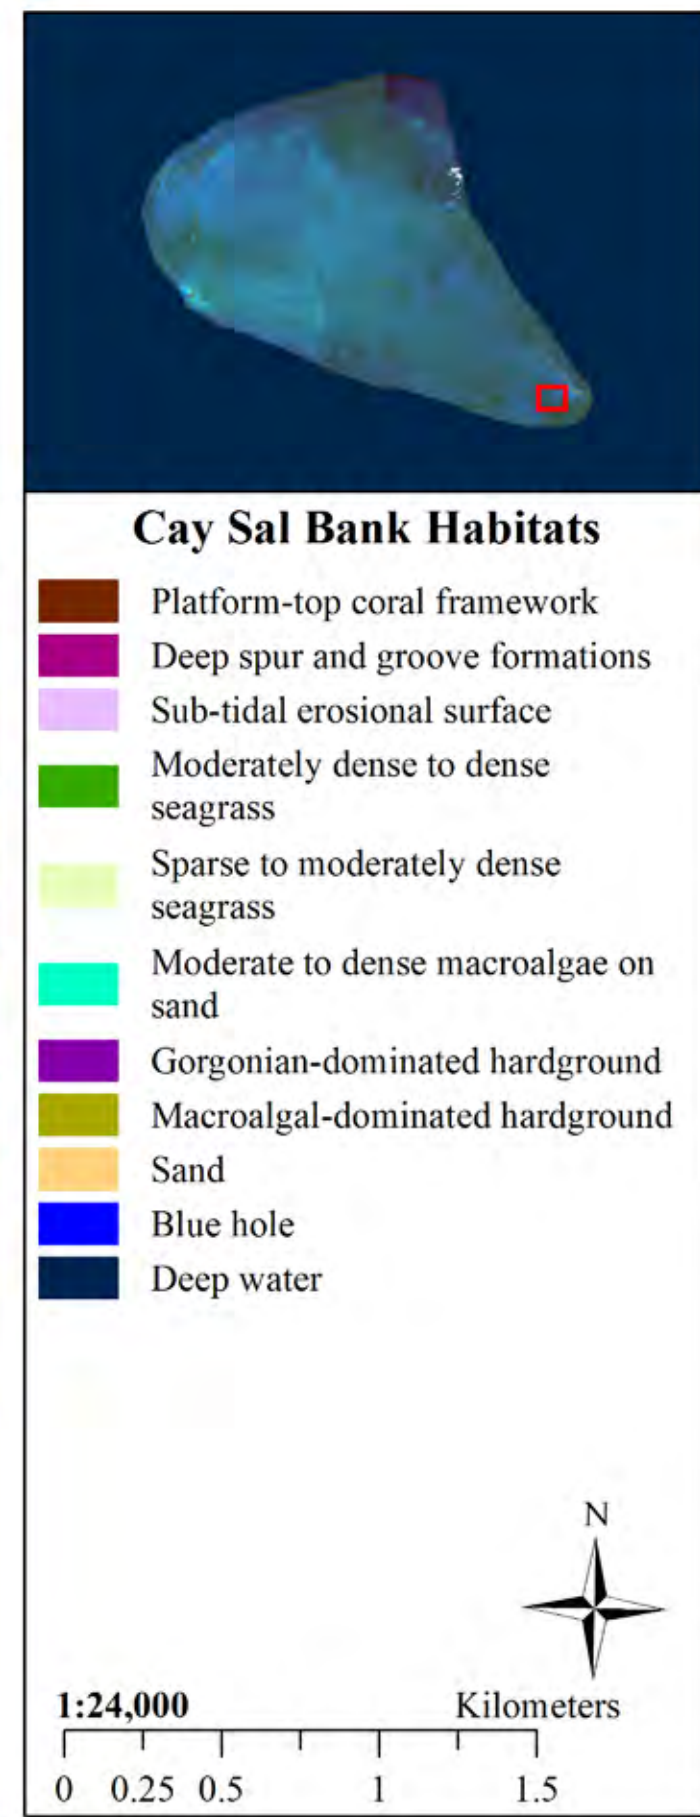 Cay Sal Bank Habitats
Platform-top coral framework
Deep spur and groove formations
Sub-tidal erosional surface
Moderately dense to dense
seagrass
Sparse to moderately dense
seagrass
Moderate to dense macroalgae on
sand
Gorgonian-dominated hardground
Macroalgal-dominated hardground
Sand
Blue hole
Deep water
N
1:24,000 Kilometers
0 0.25 0.5 1 1.5